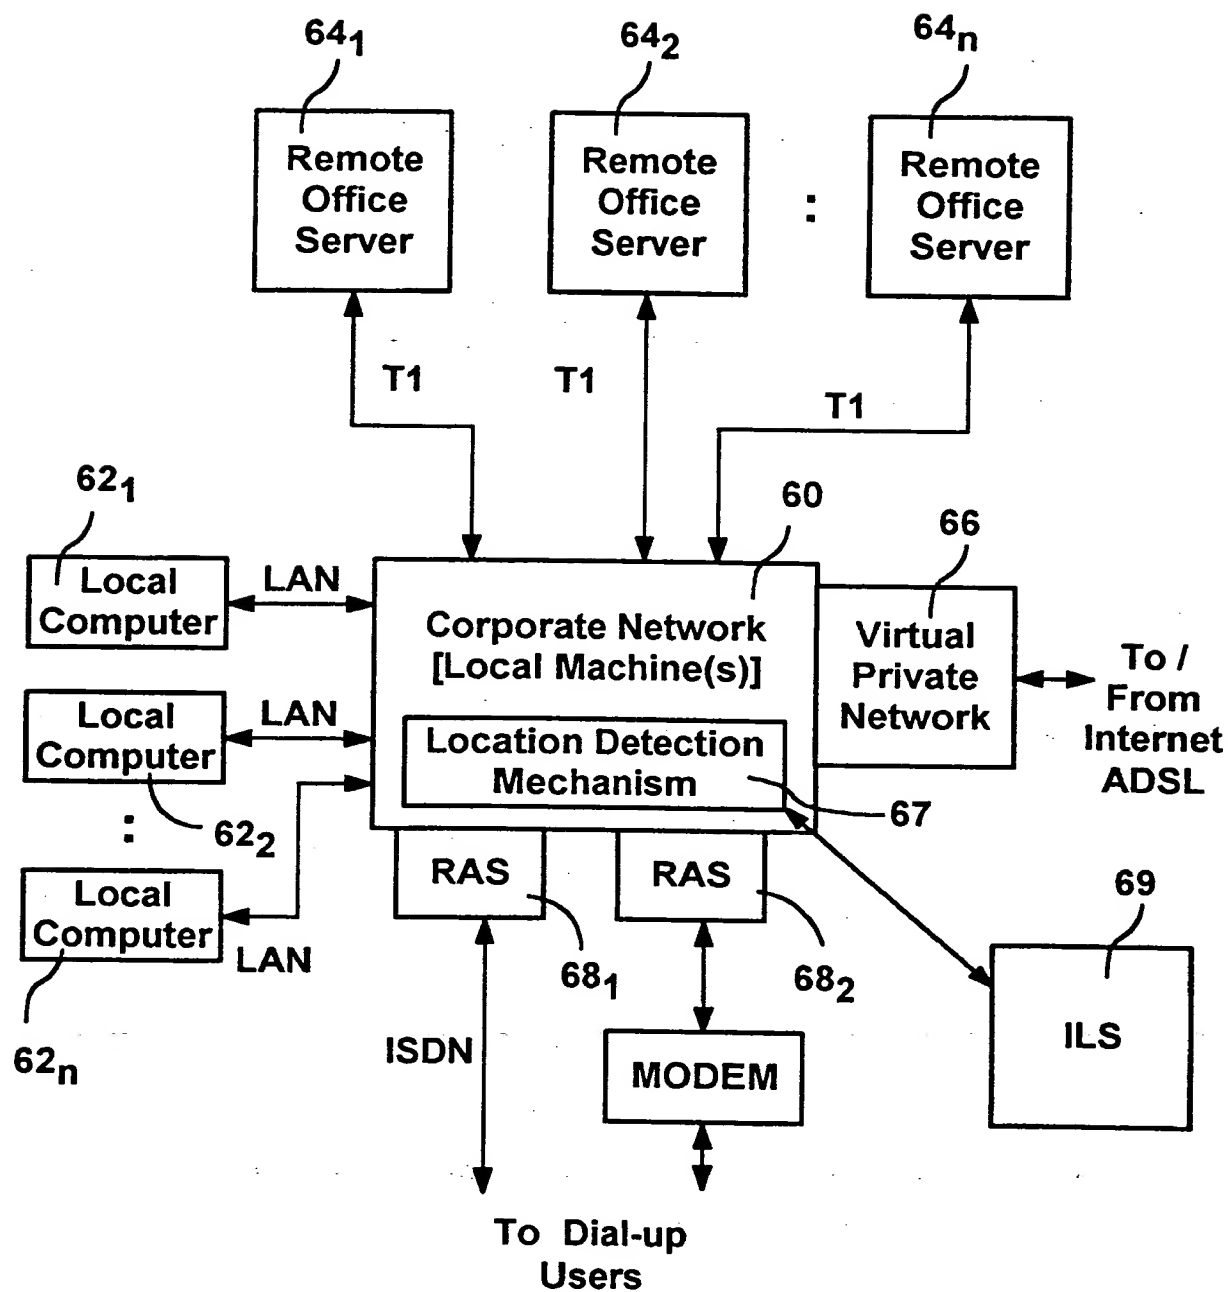 64₁
64₂
64ₙ
Remote
Office
Server
Remote
Office
Server
:
Remote
Office
Server
T1
T1
T1
62₁
60
66
Local
Computer
LAN
Corporate Network
[Local Machine(s)]
Virtual
Private
Network
To /
From
Internet
ADSL
Local
Computer
LAN
Location Detection
Mechanism
67
:
62₂
Local
Computer
LAN
62ₙ
RAS
RAS
68₁
68₂
69
ILS
ISDN
MODEM
To Dial-up
Users